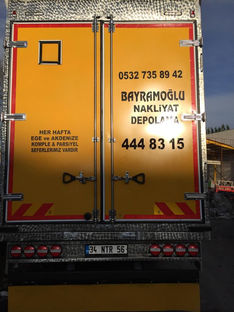 0532 735 89 42
BAYRAMOĞLU
NAKLİYAT
DEPOLAMA
444 83 15
HER HAFTA
EGE ve AKDENİZE
KOMPLE & PARSİYEL
SEFERLERİMİZ VARDIR
34 NTR 56